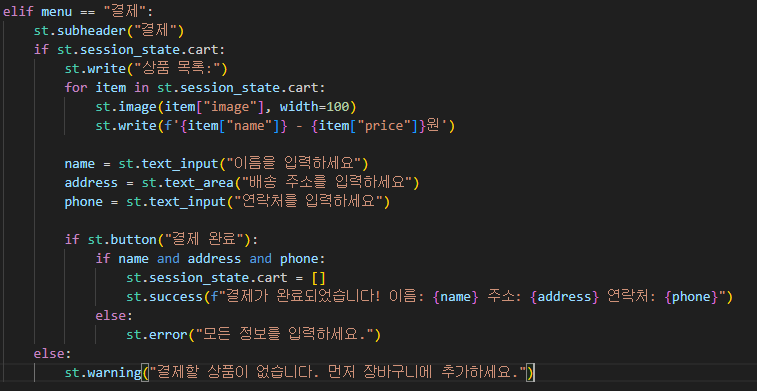 elif menu == "결제":
    st.subheader("결제")
    if st.session_state.cart:
        st.write("상품 목록:")
        for item in st.session_state.cart:
            st.image(item["image"], width=100)
            st.write(f'{item["name"]} - {item["price"]}원')

        name = st.text_input("이름을 입력하세요")
        address = st.text_area("배송 주소를 입력하세요")
        phone = st.text_input("연락처를 입력하세요")

        if st.button("결제 완료"):
            if name and address and phone:
                st.session_state.cart = []
                st.success(f"결제가 완료되었습니다! 이름: {name} 주소: {address} 연락처: {phone}")
            else:
                st.error("모든 정보를 입력하세요.")
    else:
        st.warning("결제할 상품이 없습니다. 먼저 장바구니에 추가하세요.")